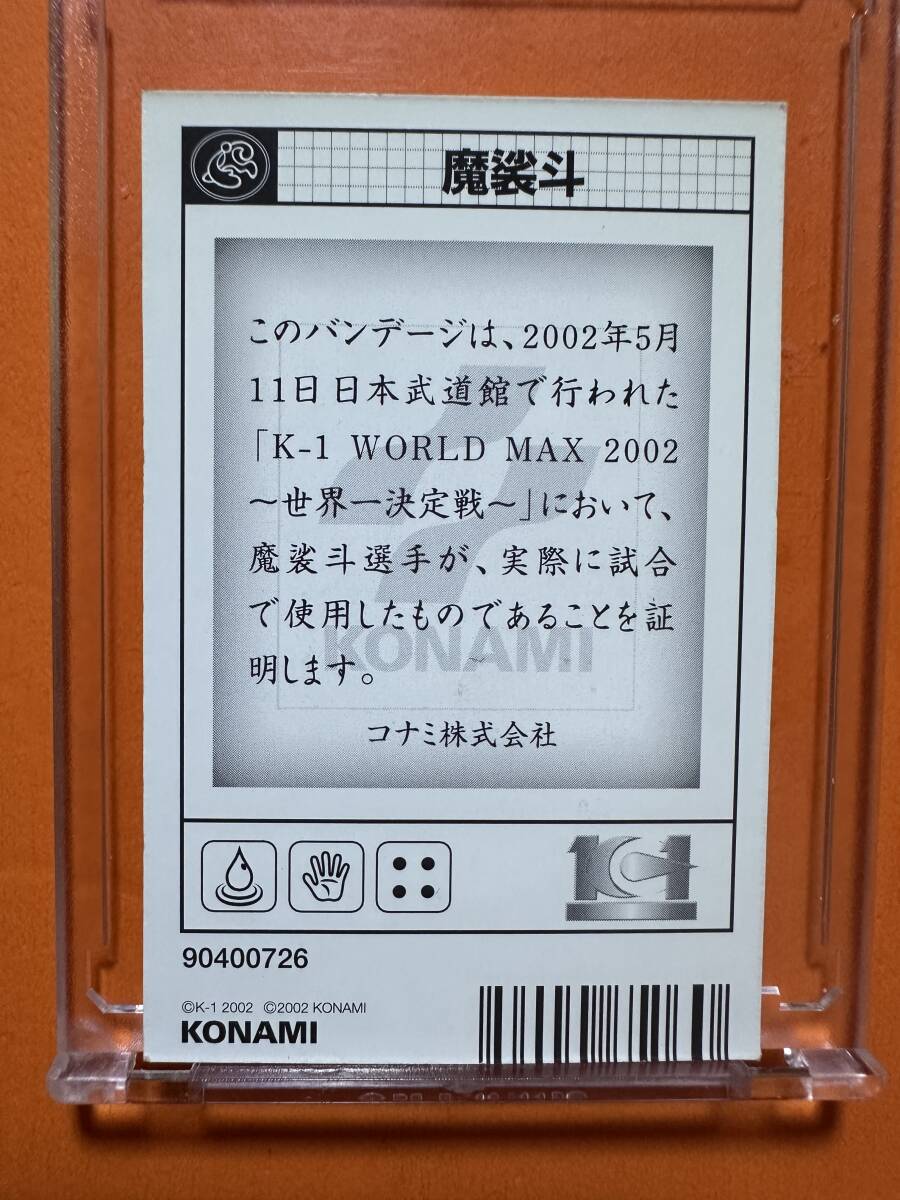 魔裟斗
このバンデージは、2002年5月
11日日本武道館で行われた
「K-1 WORLD MAX 2002
〜世界一決定戦〜」において、
魔裟斗選手が、実際に試合
で使用したものであることを証
明します。
KONAMI
コナミ株式会社
K-1
90400726
©K-1 2002 ©2002 KONAMI
KONAMI